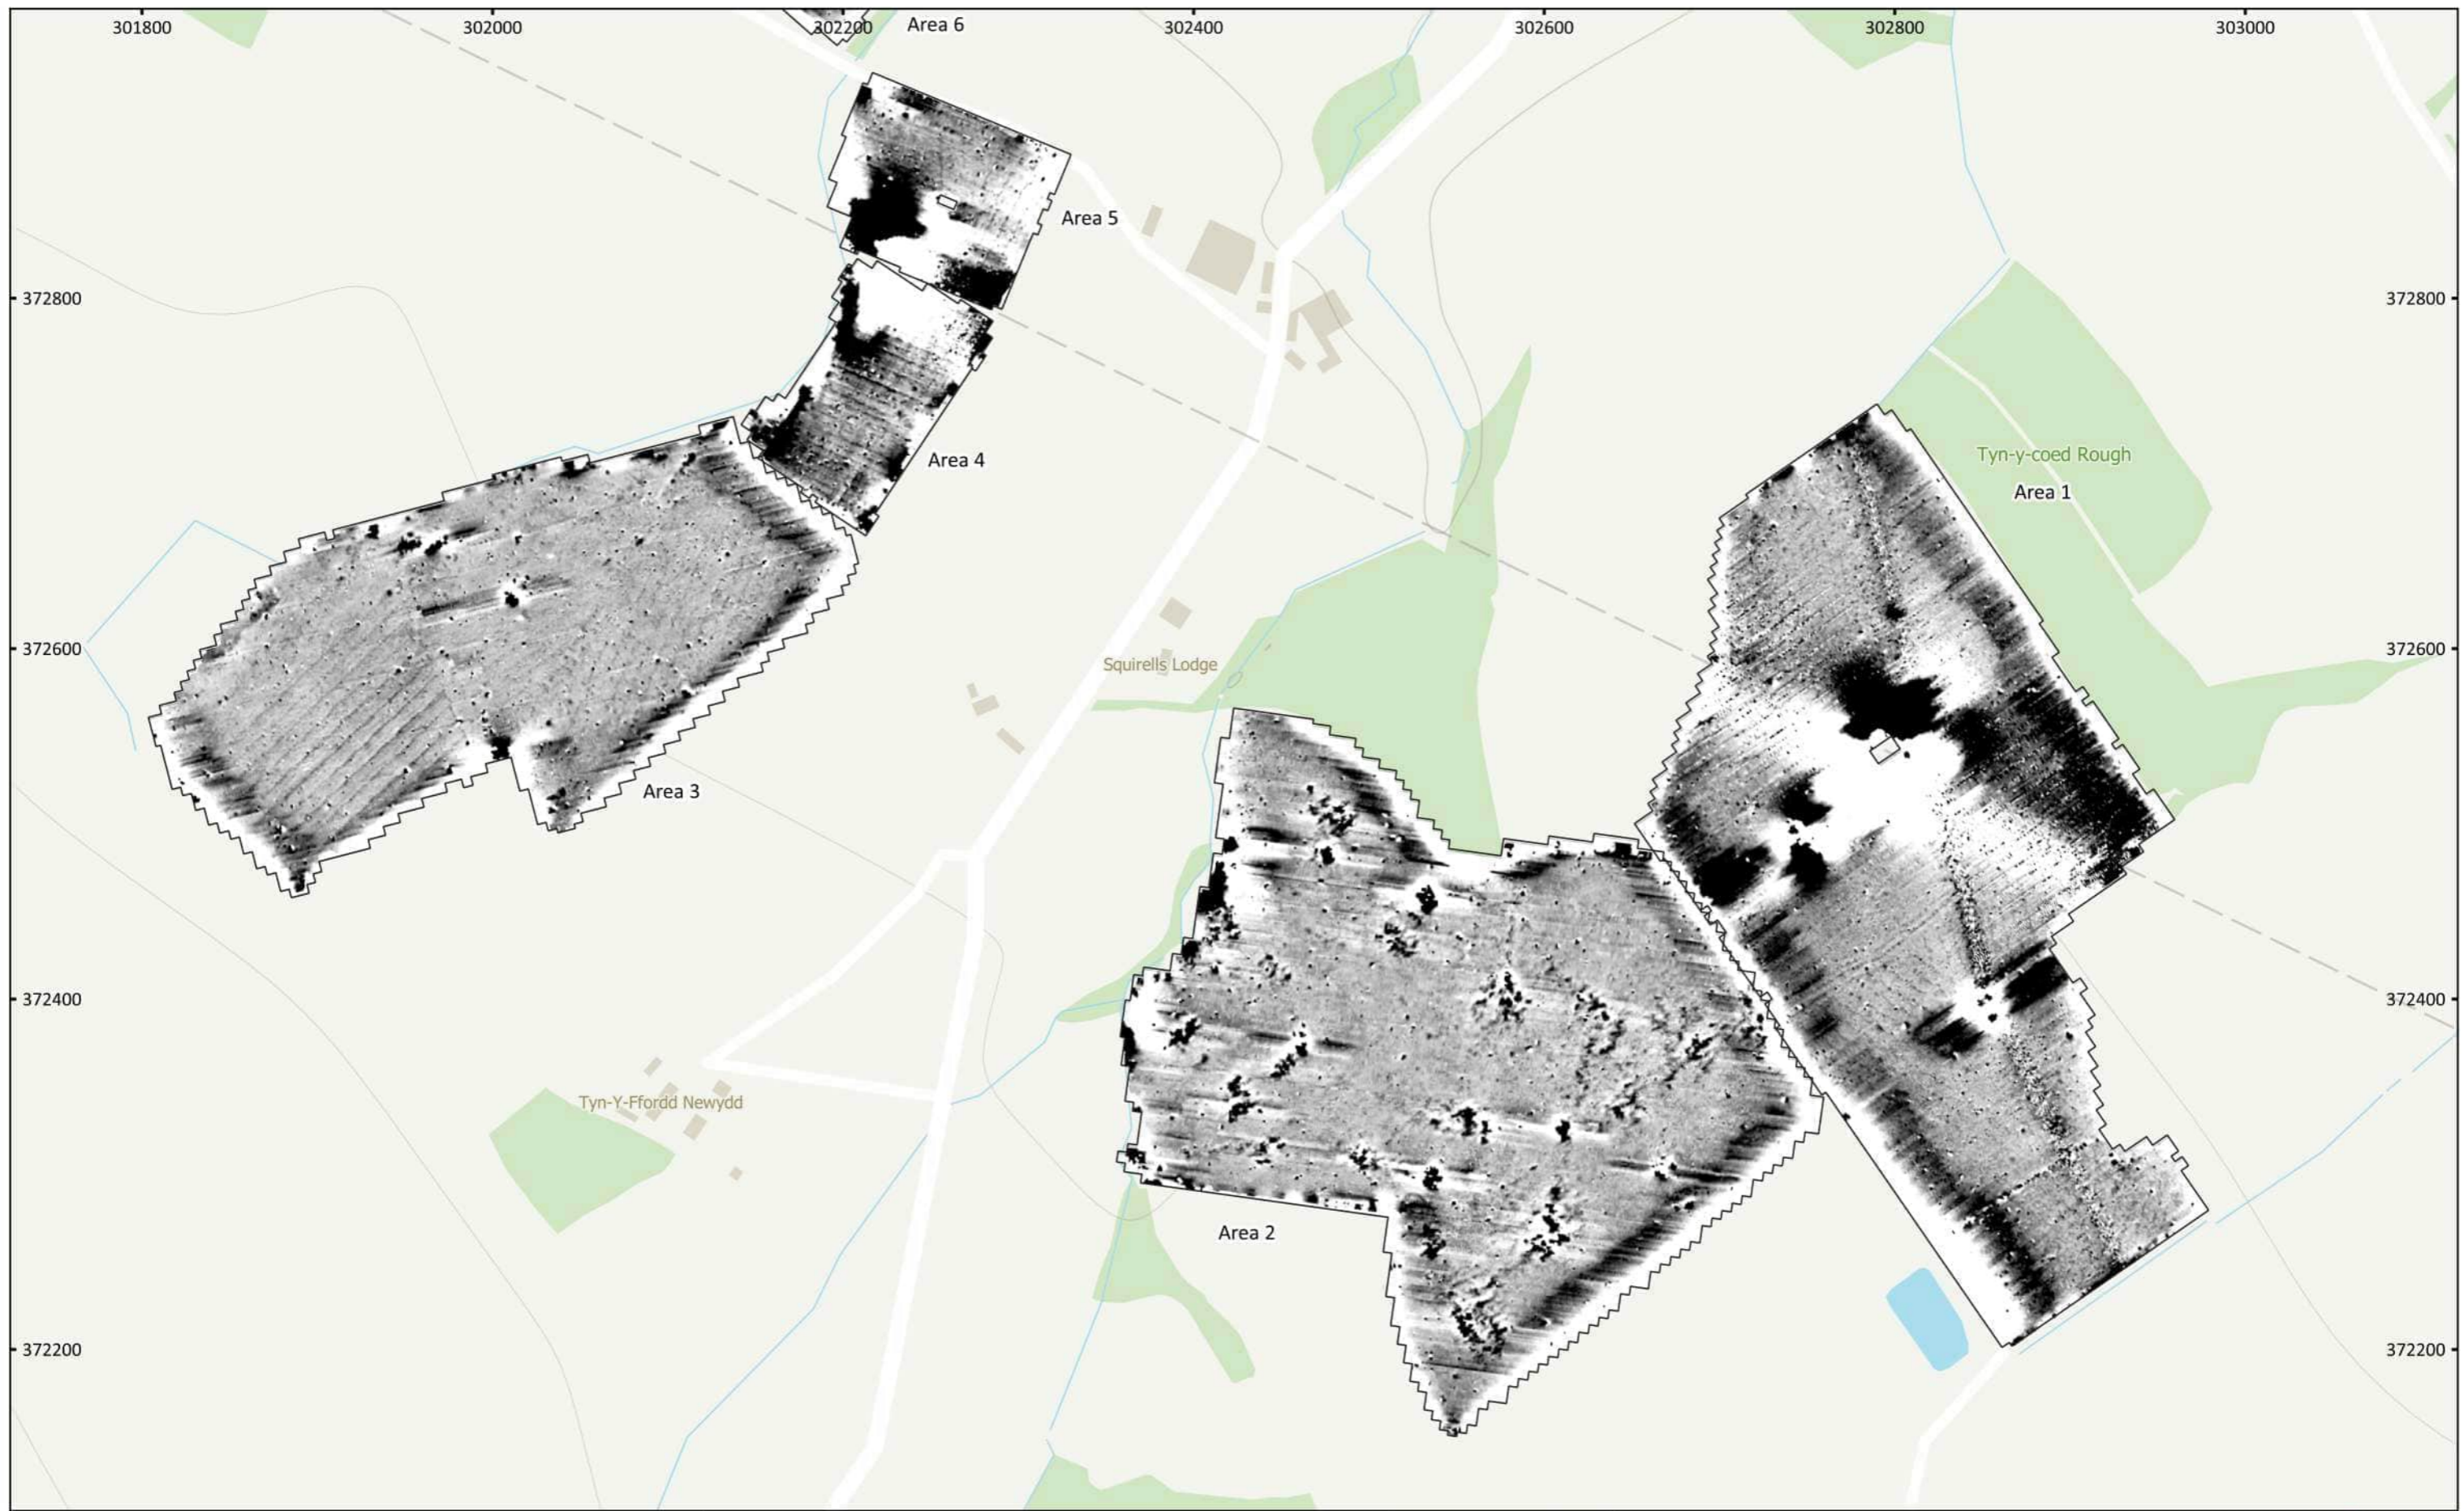 301800
302000
302200
Area 6
302400
302600
302800
303000
Area 5
372800
372800
Tyn-y-coed Rough
Area 4
Area 1
372600
372600
Squirells Lodge
Area 3
372400
372400
Tyn-Y-Ffordd Newydd
Area 2
372200
372200